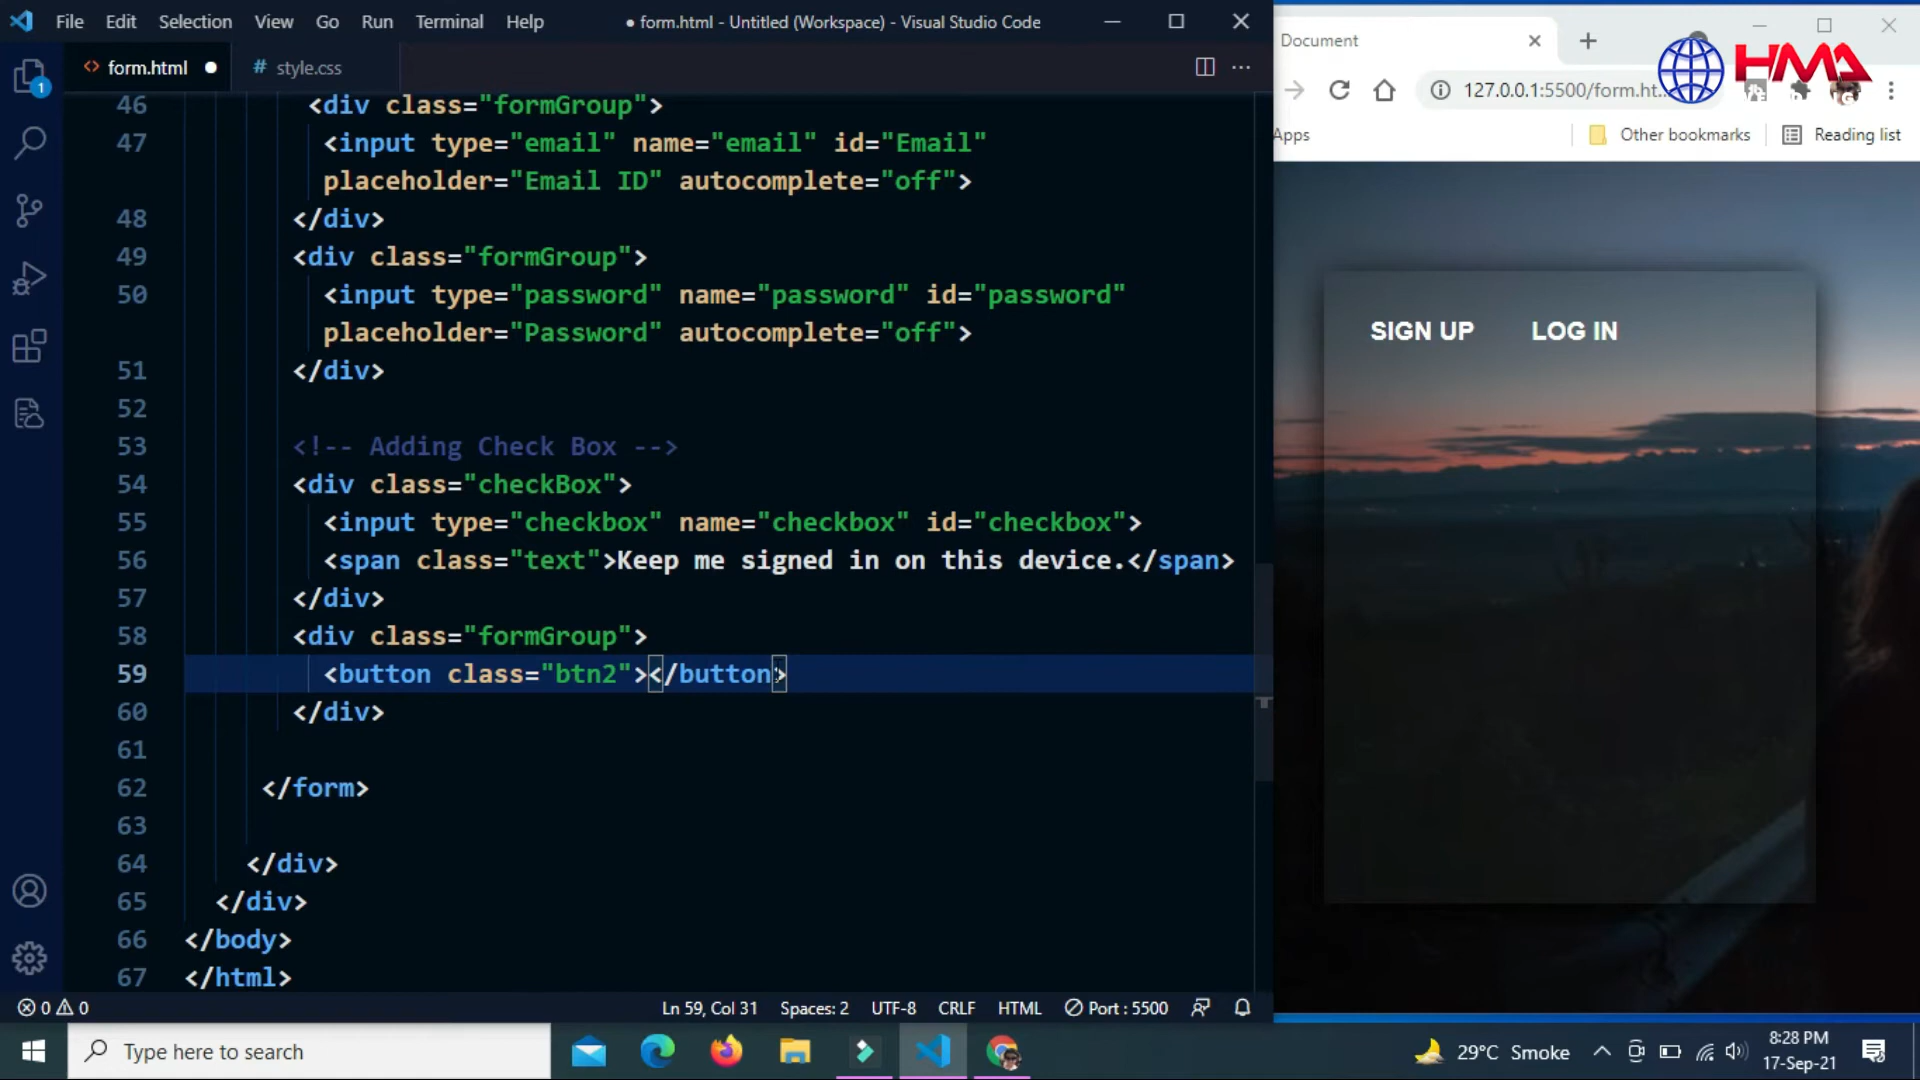 File Edit Selection View Go Run Terminal Help
● form.html - Untitled (Workspace) - Visual Studio Code
<> form.html ●
# style.css
1
46 <div class="formGroup">
47 <input type="email" name="email" id="Email"
placeholder="Email ID" autocomplete="off">
48 </div>
49 <div class="formGroup">
50 <input type="password" name="password" id="password"
placeholder="Password" autocomplete="off">
51 </div>
52
53 <!-- Adding Check Box -->
54 <div class="checkBox">
55 <input type="checkbox" name="checkbox" id="checkbox">
56 <span class="text">Keep me signed in on this device.</span>
57 </div>
58 <div class="formGroup">
59 <button class="btn2"></button>
60 </div>
61
62 </form>
63
64 </div>
65 </div>
66 </body>
67 </html>
0 0
Ln 59, Col 31 Spaces: 2 UTF-8 CRLF HTML Port : 5500
Document
HMA
127.0.0.1:5500/form.ht...
Apps Other bookmarks Reading list
SIGN UP LOG IN
Type here to search
29°C Smoke
8:28 PM
17-Sep-21